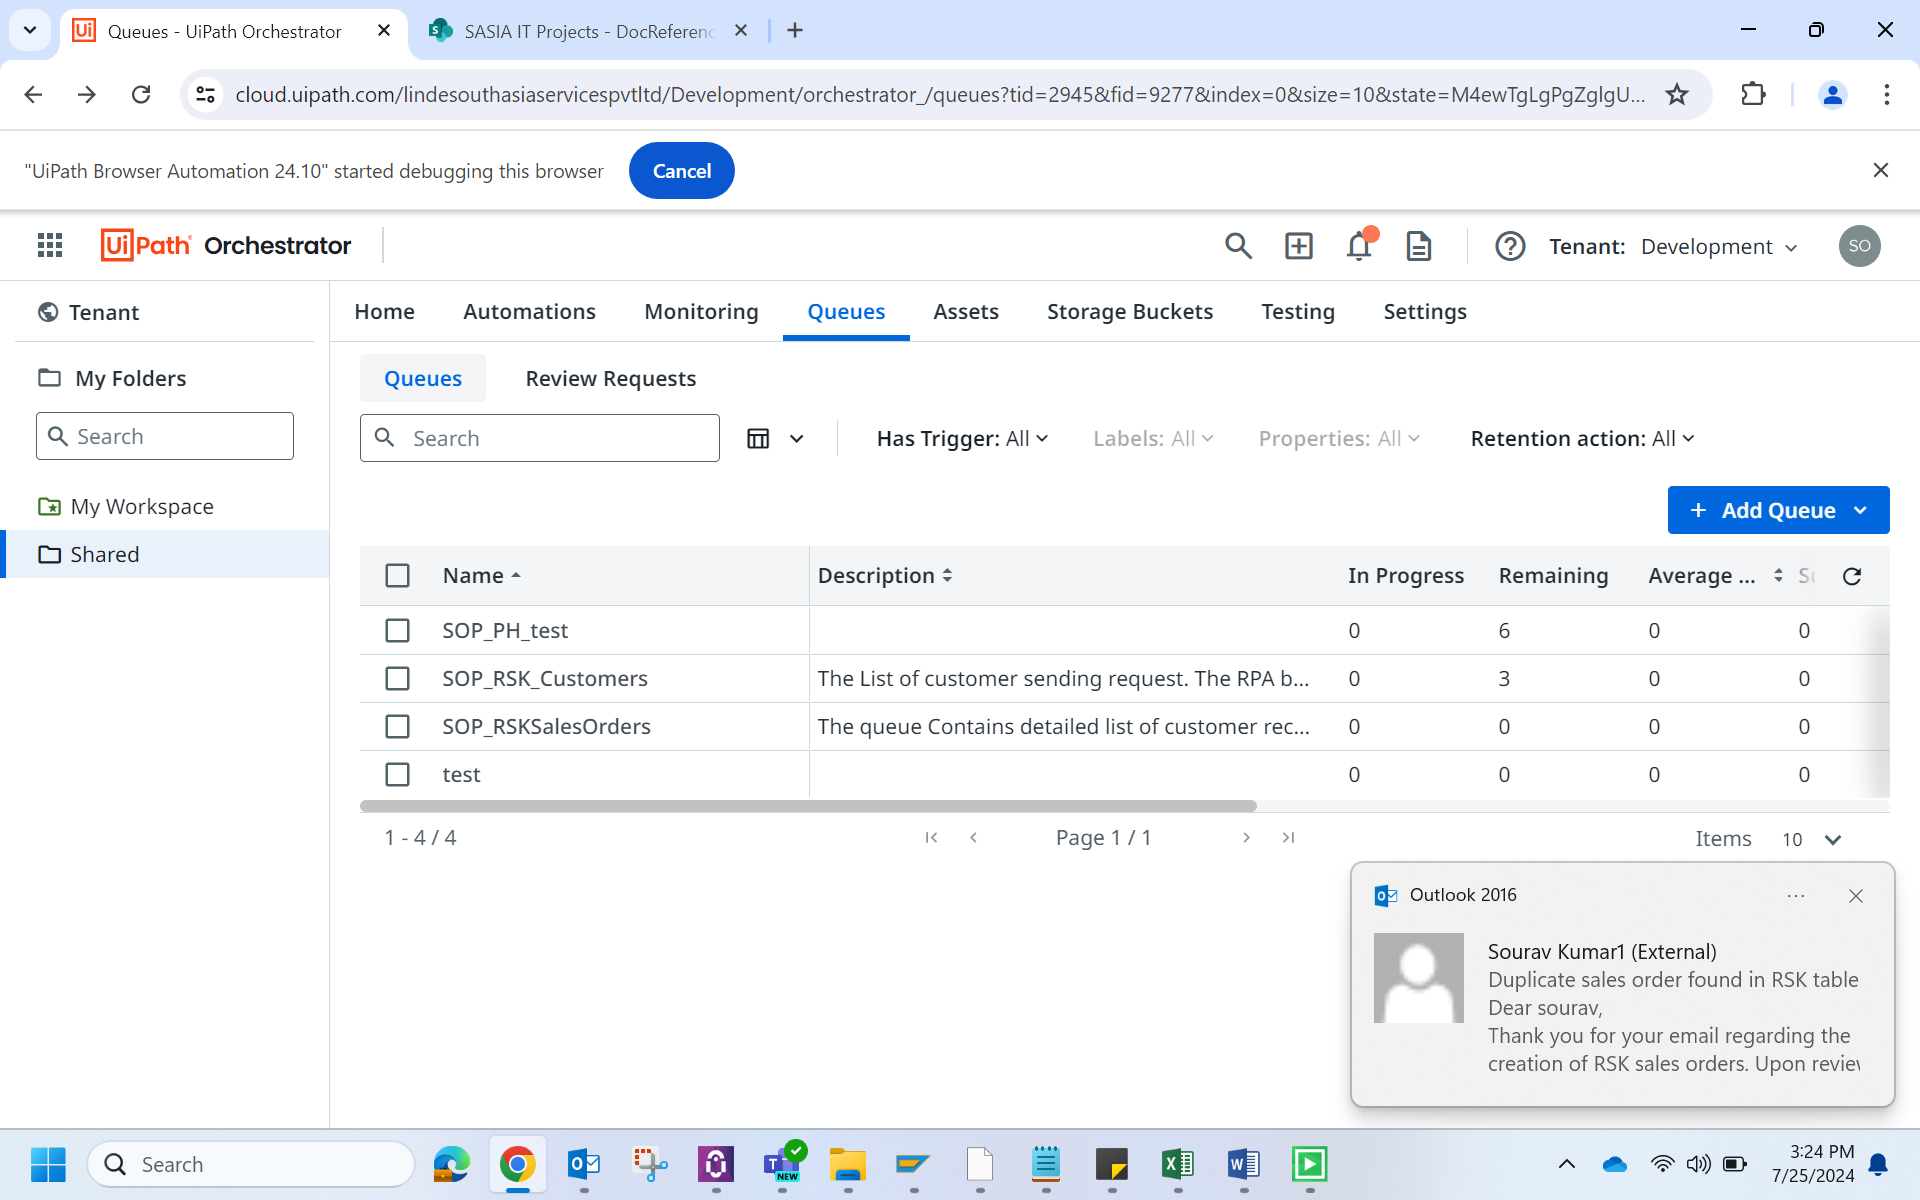 Queues - UiPath Orchestrator
SASIA IT Projects - DocReferenc
cloud.uipath.com/lindesouthasiaservicespvtltd/Development/orchestrator_/queues?tid=2945&fid=9277&index=0&size=10&state=M4ewTgLgPgZglgU...
"UiPath Browser Automation 24.10" started debugging this browser
Cancel
UiPath Orchestrator
Tenant: Development
SO
Tenant
Home Automations Monitoring Queues Assets Storage Buckets Testing Settings
My Folders
Queues Review Requests
Search
Search
Has Trigger: All Labels: All Properties: All Retention action: All
My Workspace
Add Queue
Shared
Name Description In Progress Remaining Average ...
SOP_PH_test 0 6 0 0
SOP_RSK_Customers The List of customer sending request. The RPA b... 0 3 0 0
SOP_RSKSalesOrders The queue Contains detailed list of customer rec... 0 0 0 0
test 0 0 0 0
1 - 4 / 4 Page 1 / 1 Items 10
Outlook 2016
Sourav Kumar1 (External)
Duplicate sales order found in RSK table
Dear sourav,
Thank you for your email regarding the
creation of RSK sales orders. Upon review
Search
NEW
3:24 PM
7/25/2024